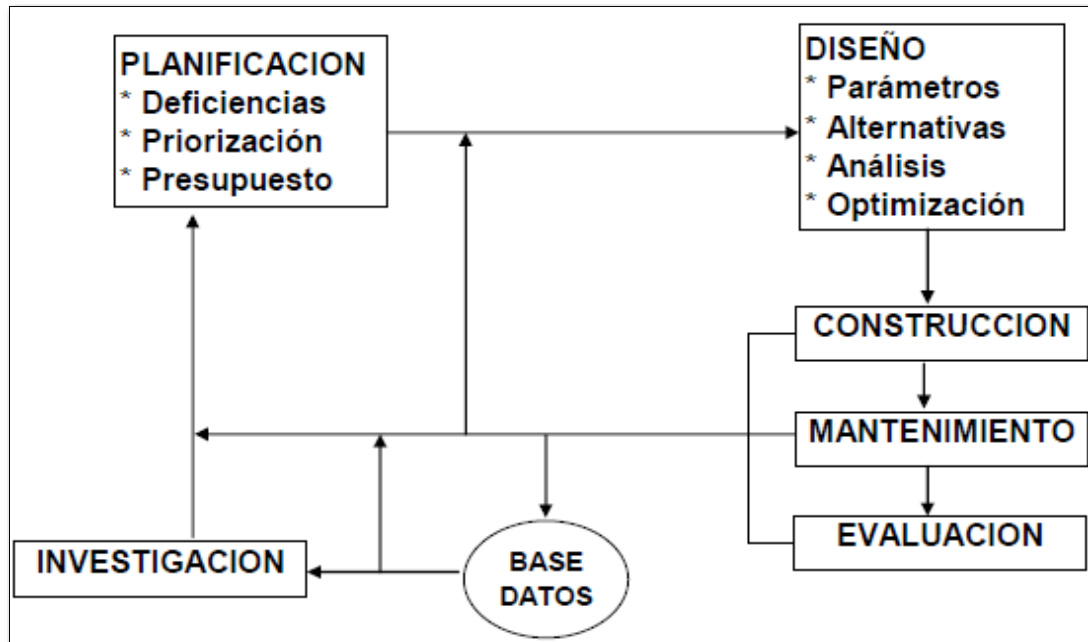 PLANIFICACION
* Deficiencias
* Priorización
* Presupuesto
DISEÑO
* Parámetros
* Alternativas
* Análisis
* Optimización
CONSTRUCCION
MANTENIMIENTO
EVALUACION
INVESTIGACION
BASE
DATOS